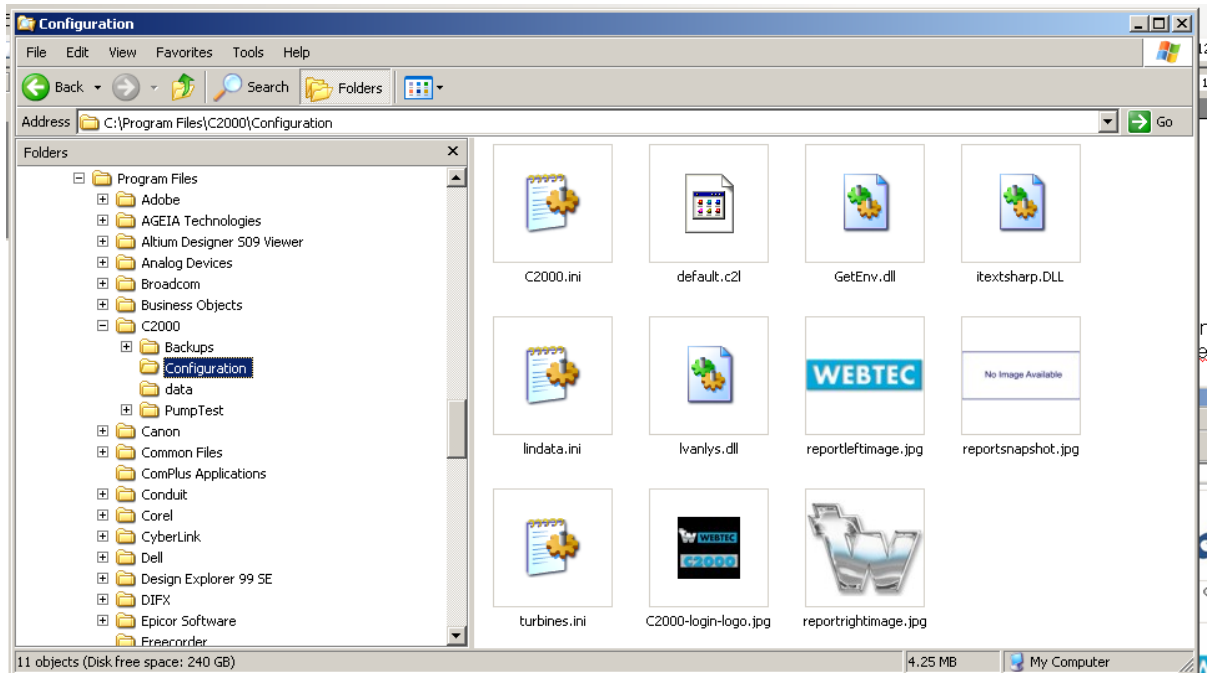 Configuration
File Edit View Favorites Tools Help
Back Search Folders
Address C:\Program Files\C2000\Configuration Go
Folders
Program Files
Adobe
AGEIA Technologies
Altium Designer S09 Viewer
Analog Devices
Broadcom
Business Objects
C2000
Backups
Configuration
data
PumpTest
Canon
Common Files
ComPlus Applications
Conduit
Corel
CyberLink
Dell
Design Explorer 99 SE
DIFX
Epicor Software
Freecorder
C2000.ini default.c2l GetEnv.dll itextsharp.DLL
WEBTEC No Image Available
lindata.ini lvanlys.dll reportleftimage.jpg reportsnapshot.jpg
WEBTEC
C2000
turbines.ini C2000-login-logo.jpg reportrightimage.jpg
11 objects (Disk free space: 240 GB) 4.25 MB My Computer